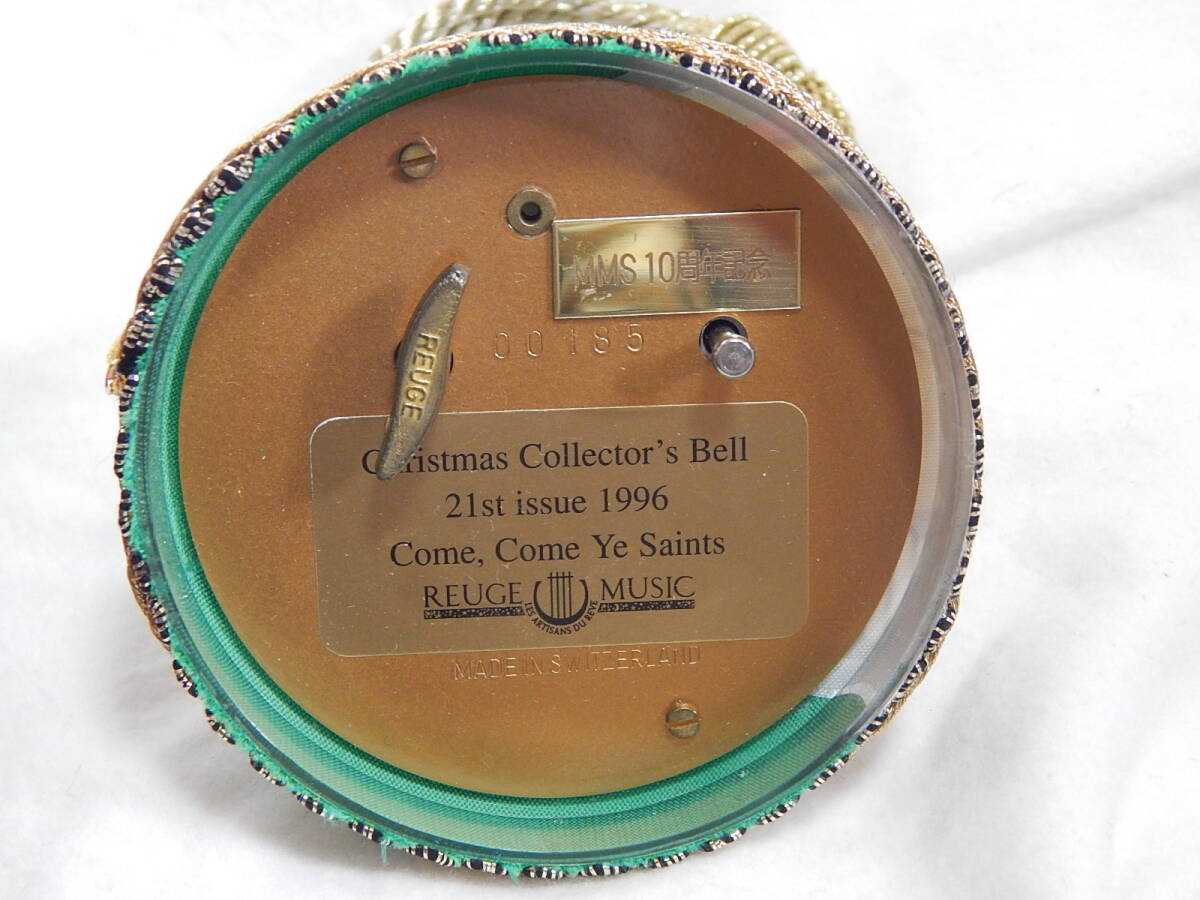 MMS 10周年記念
00185
REUGE
Christmas Collector's Bell
21st issue 1996
Come, Come Ye Saints
REUGE MUSIC
LES ARTISANS DU RÊVE
MADE IN SWITZERLAND